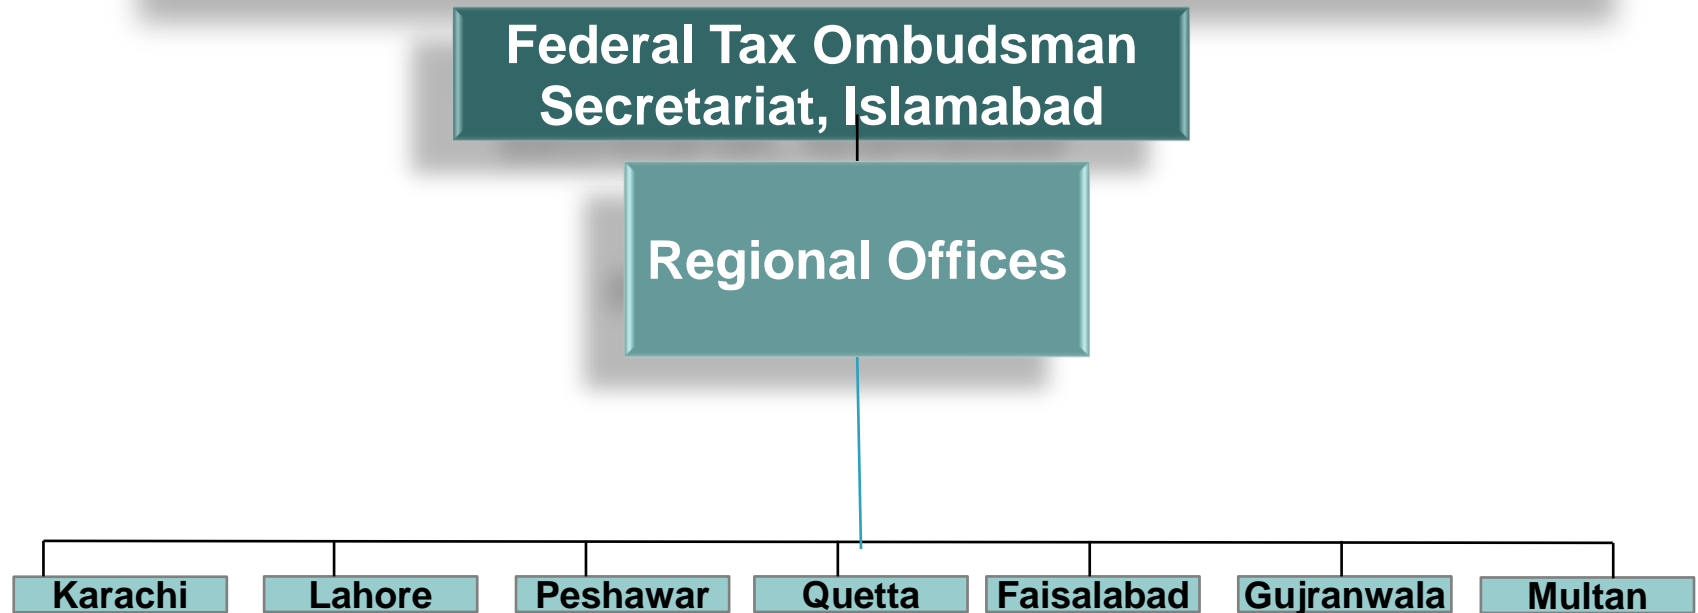 Federal Tax Ombudsman
Secretariat, Islamabad
Regional Offices
Karachi
Lahore
Peshawar
Quetta
Faisalabad
Gujranwala
Multan